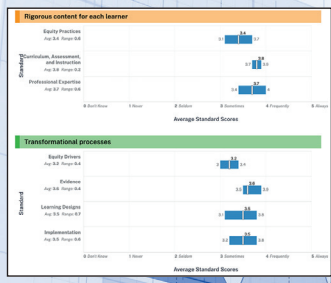 Rigorous content for each learner
Equity Practices
Avg: 3.4 Range: 0.6
3.1 3.4 3.7
Curriculum, Assessment,
and Instruction
Avg: 3.8 Range: 0.2
3.7 3.8 3.9
Professional Expertise
Avg: 3.7 Range: 0.6
3.4 3.7 4
Standard
0 Don't Know 1 Never 2 Seldom 3 Sometimes 4 Frequently 5 Always
Average Standard Scores
Transformational processes
Equity Drivers
Avg: 3.2 Range: 0.4
3 3.2 3.4
Evidence
Avg: 3.6 Range: 0.4
3.6
Learning Designs
Avg: 3.5 Range: 0.7
3.1 3.5 3.8
Implementation
Avg: 3.5 Range: 0.6
3.2 3.5 3.8
Standard
0 Don't Know 1 Never 2 Seldom 3 Sometimes 4 Frequently 5 Always
Average Standard Scores